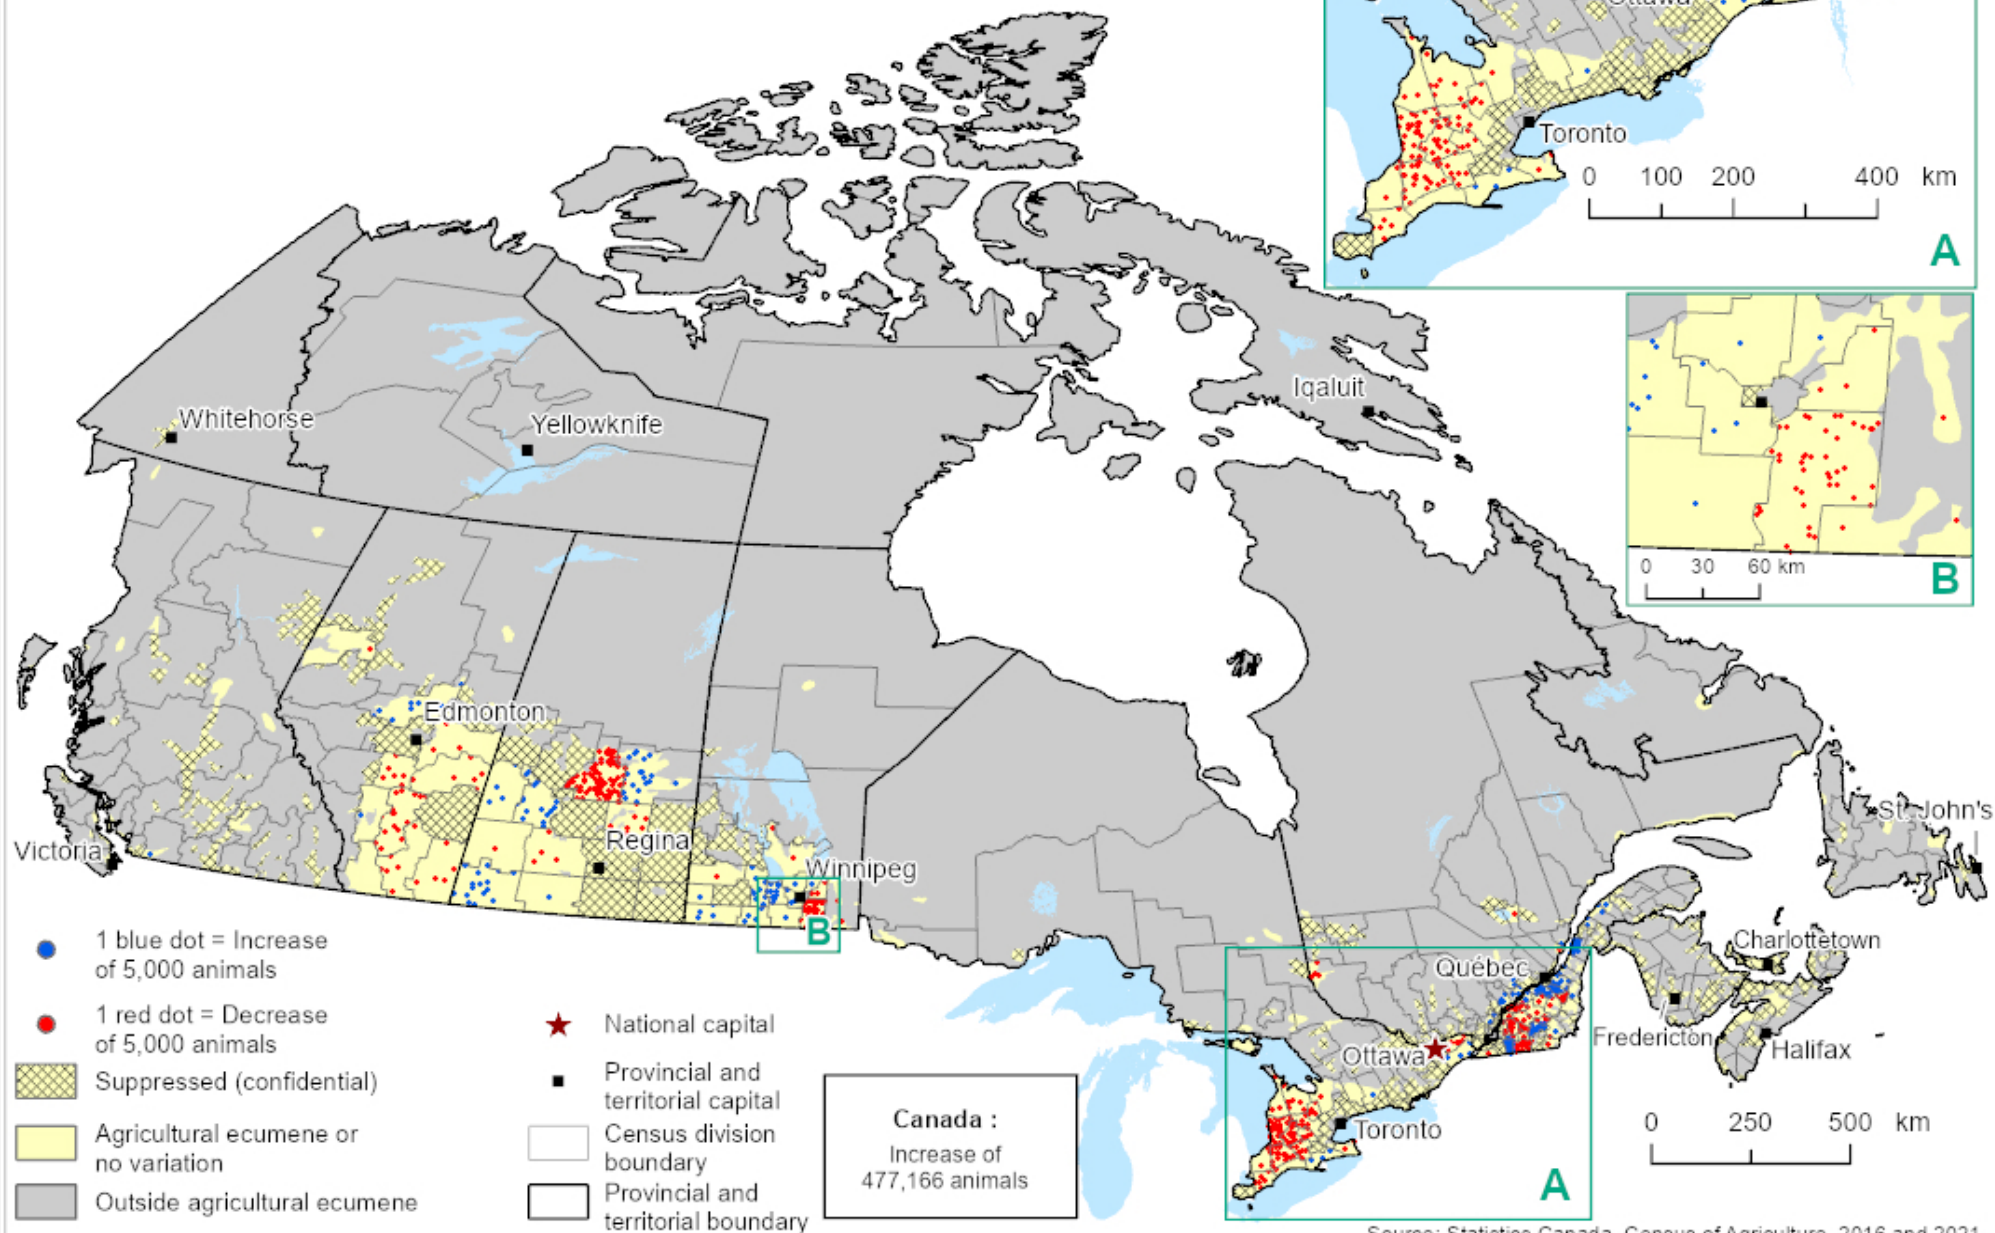 Ottawa
Toronto
0 100 200 400 km
A
Iqaluit
Whitehorse
Yellowknife
0 30 60 km
B
Edmonton
Regina
Winnipeg
B
Victoria
St. John's
Charlottetown
Québec
Fredericton
Halifax
Ottawa
Toronto
A
0 250 500 km
1 blue dot = Increase
of 5,000 animals
1 red dot = Decrease
of 5,000 animals
Suppressed (confidential)
Agricultural ecumene or
no variation
Outside agricultural ecumene
National capital
Provincial and
territorial capital
Census division
boundary
Provincial and
territorial boundary
Canada :
Increase of
477,166 animals
Source: Statistics Canada, Census of Agriculture, 2016 and 2021